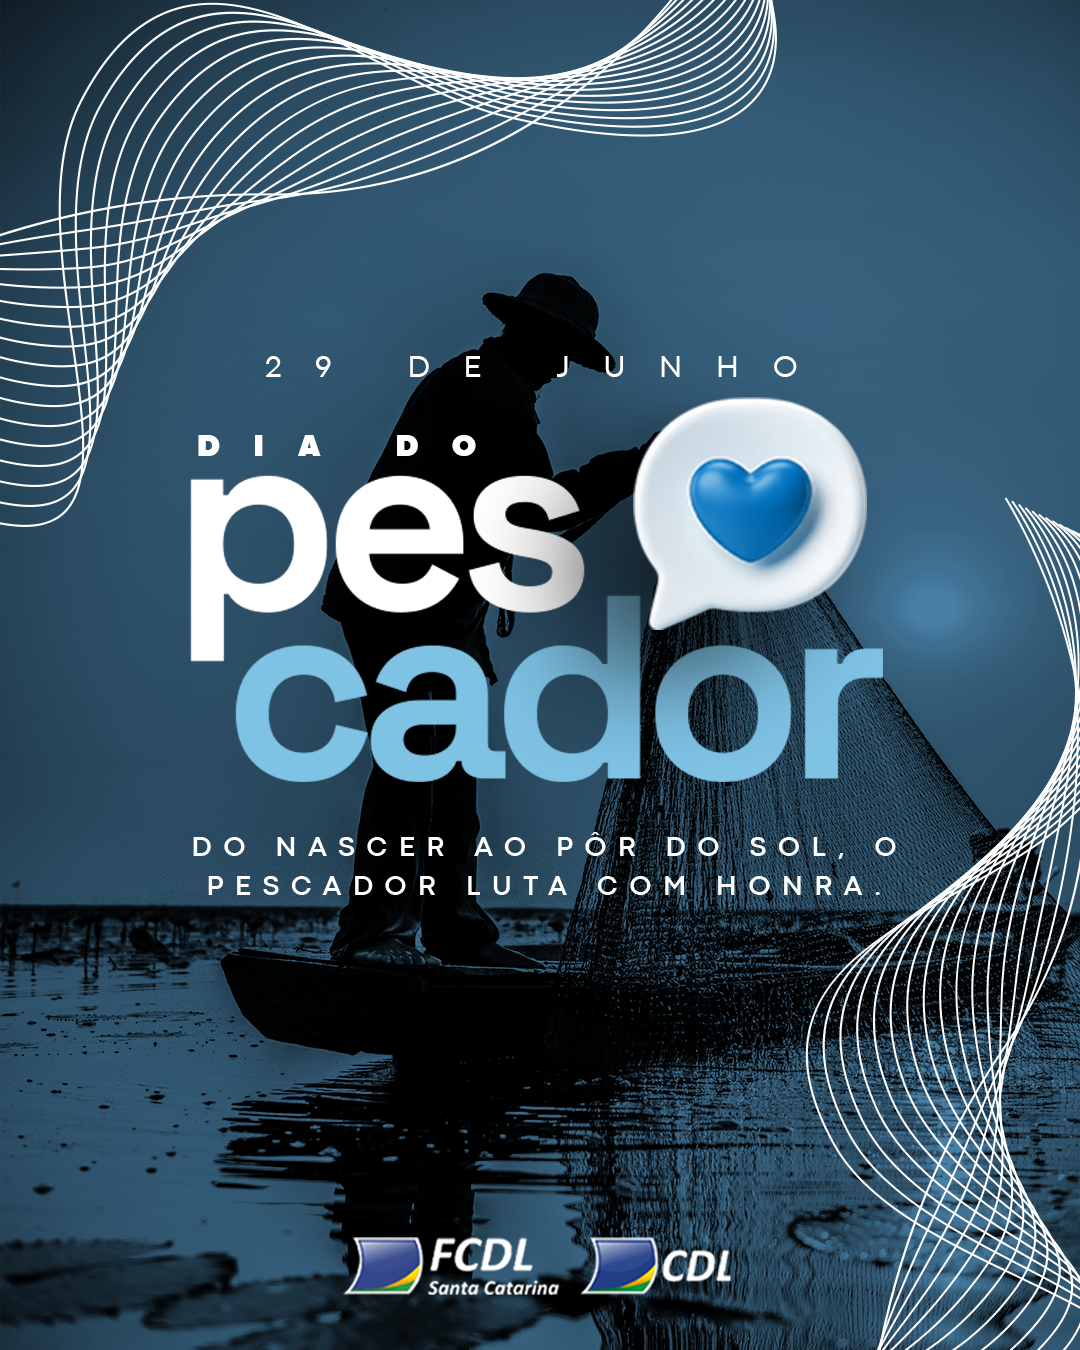 29 DE JUNHO
DIA DO
pes
cador
DO NASCER AO PÔR DO SOL, O
PESCADOR LUTA COM HONRA.
FCDL
Santa Catarina
CDL